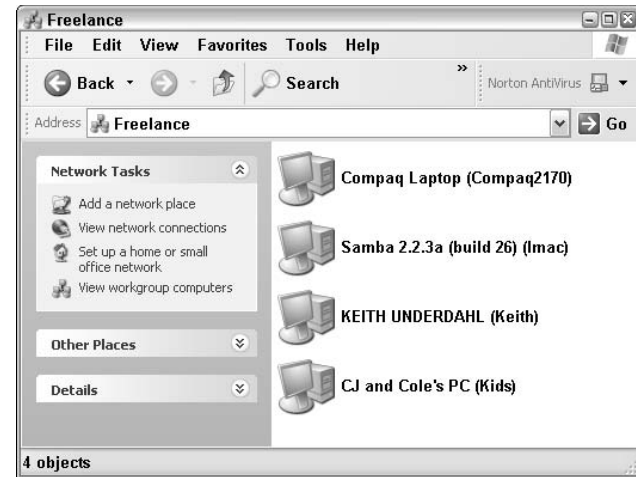 Freelance
File Edit View Favorites Tools Help
Back Search » Norton AntiVirus
Address Freelance Go
Network Tasks
Add a network place
View network connections
Set up a home or small
office network
View workgroup computers
Other Places
Details
Compaq Laptop (Compaq2170)
Samba 2.2.3a (build 26) (Imac)
KEITH UNDERDAHL (Keith)
CJ and Cole's PC (Kids)
4 objects